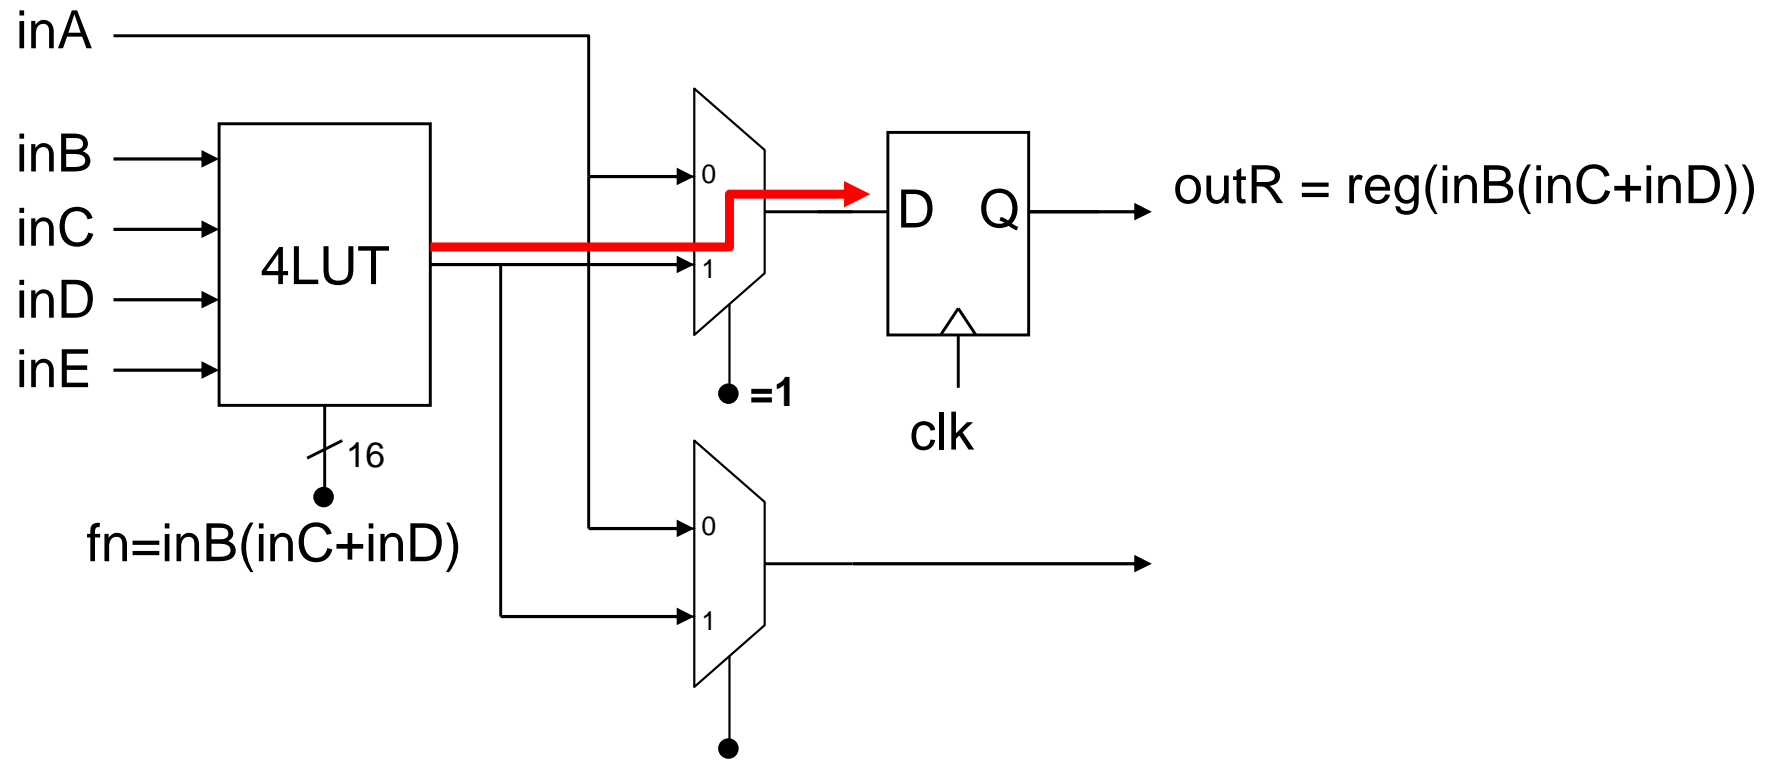 inA
inB
inC
inD
inE
4LUT
16
fn=inB(inC+inD)
0
1
=1
D Q
clk
outR = reg(inB(inC+inD))
0
1